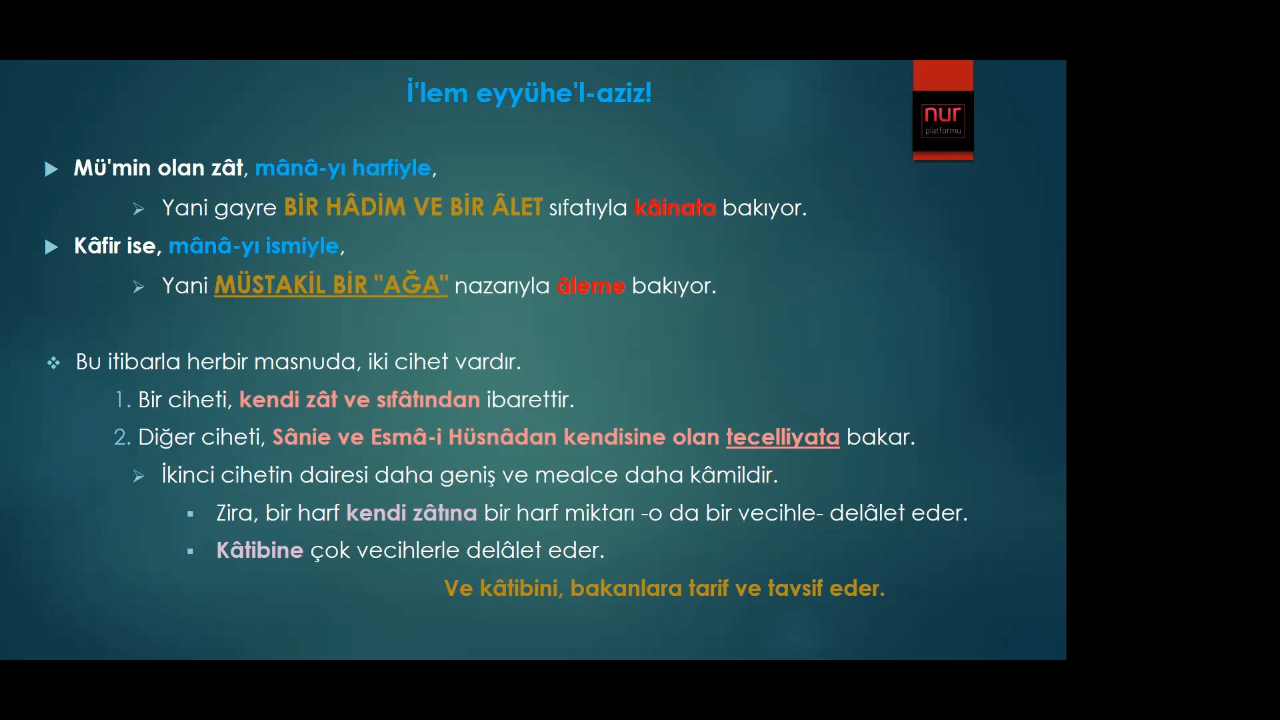 İ'lem eyyühe'l-aziz!
nur
platformu
Mü'min olan zât, mânâ-yı harfiyle,
Yani gayre BİR HÂDİM VE BİR ÂLET sıfatıyla kâinata bakıyor.
Kâfir ise, mânâ-yı ismiyle,
Yani MÜSTAKİL BİR "AĞA" nazarıyla âleme bakıyor.
Bu itibarla herbir masnuda, iki cihet vardır.
1. Bir ciheti, kendi zât ve sıfâtından ibarettir.
2. Diğer ciheti, Sânie ve Esmâ-i Hüsnâdan kendisine olan tecelliyata bakar.
İkinci cihetin dairesi daha geniş ve mealce daha kâmildir.
Zira, bir harf kendi zâtına bir harf miktarı -o da bir vecihle- delâlet eder.
Kâtibine çok vecihlerle delâlet eder.
Ve kâtibini, bakanlara tarif ve tavsif eder.